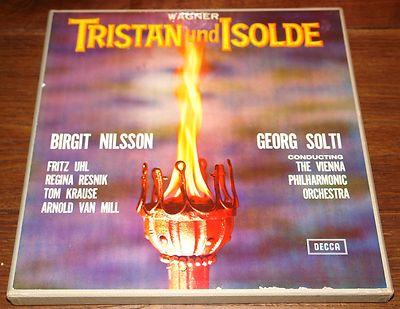 WAGNER
TRISTAN und ISOLDE
BIRGIT NILSSON
FRITZ UHL
REGINA RESNIK
TOM KRAUSE
ARNOLD VAN MILL
GEORG SOLTI
CONDUCTING
THE VIENNA
PHILHARMONIC
ORCHESTRA
DECCA